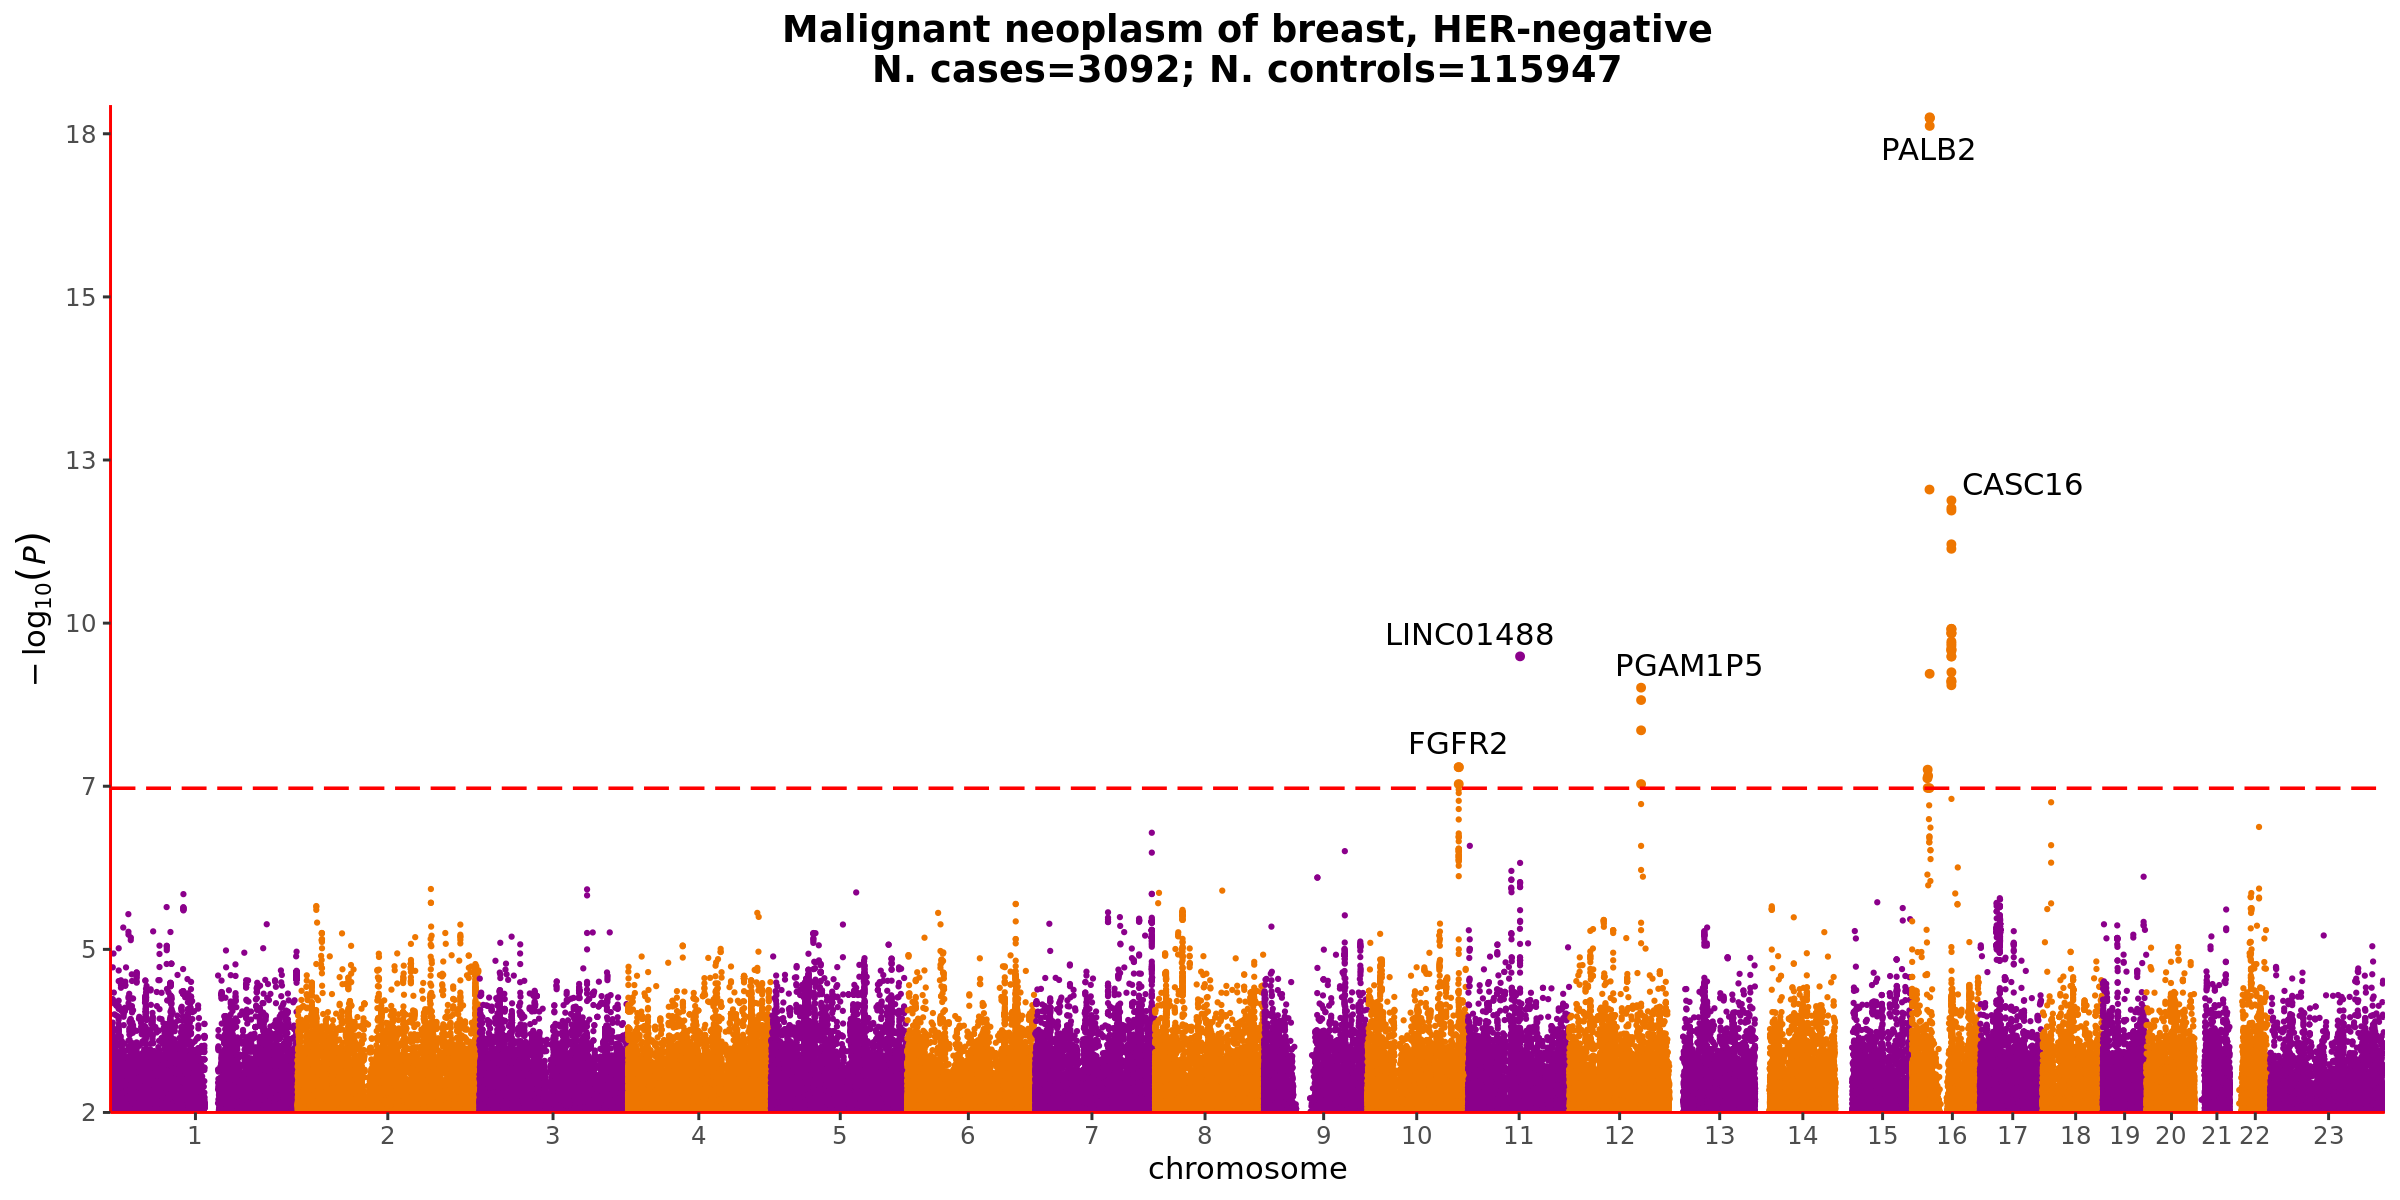 Malignant neoplasm of breast, HER-negative
N. cases=3092; N. controls=115947
18
PALB2
15
13
CASC16
10
LINC01488
PGAM1P5
FGFR2
7
5
2
−log10(P)
1 2 3 4 5 6 7 8 9 10 11 12 13 14 15 16 17 18 19 20 21 22 23
chromosome